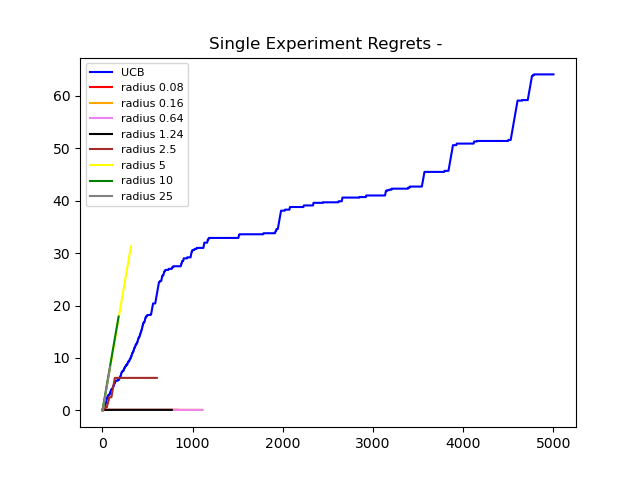 Single Experiment Regrets -
UCB
radius 0.08
radius 0.16
radius 0.64
radius 1.24
radius 2.5
radius 5
radius 10
radius 25
60
50
40
30
20
10
0
0 1000 2000 3000 4000 5000